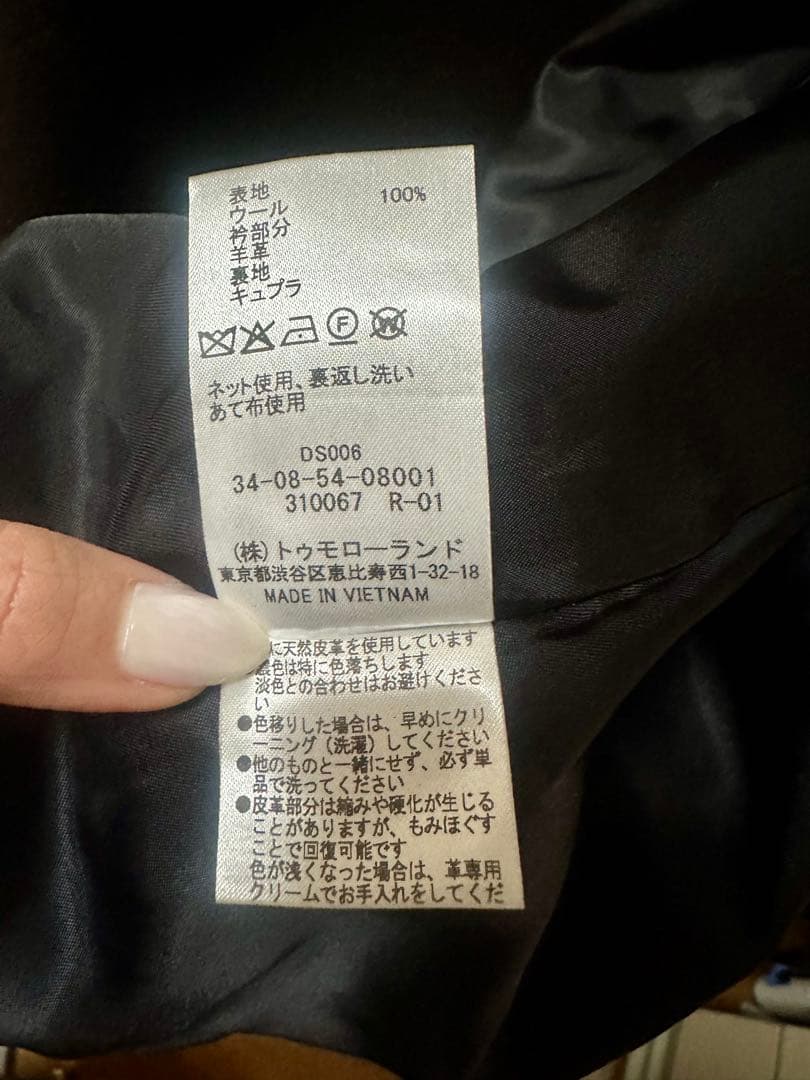 表地
ウール 100%
衿部分
羊革
裏地
キュプラ
F W
ネット使用、裏返し洗い
あて布使用
DS006
34-08-54-08001
310067 R-01
(株)トゥモローランド
東京都渋谷区恵比寿西1-32-18
MADE IN VIETNAM
に天然皮革を使用しています
色は特に色落ちします
淡色との合わせはお避けくださ
い
●色移りした場合は、早めにクリ
ーニング(洗濯)してください
●他のものと一緒にせず、必ず単
品で洗ってください
●皮革部分は縮みや硬化が生じる
ことがありますが、もみほぐす
ことで回復可能です
色が浅くなった場合は、革専用
クリームでお手入れをしてくだ